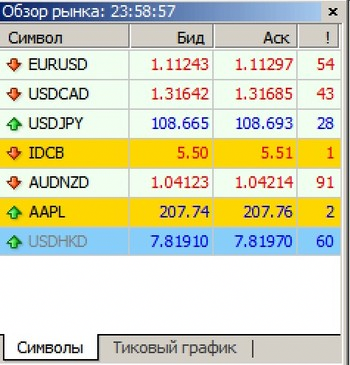 Обзор рынка: 23:58:57
Символ Бид Аск !
EURUSD 1.11243 1.11297 54
USDCAD 1.31642 1.31685 43
USDJPY 108.665 108.693 28
IDCB 5.50 5.51 1
AUDNZD 1.04123 1.04214 91
AAPL 207.74 207.76 2
USDHKD 7.81910 7.81970 60
Символы Тиковый график